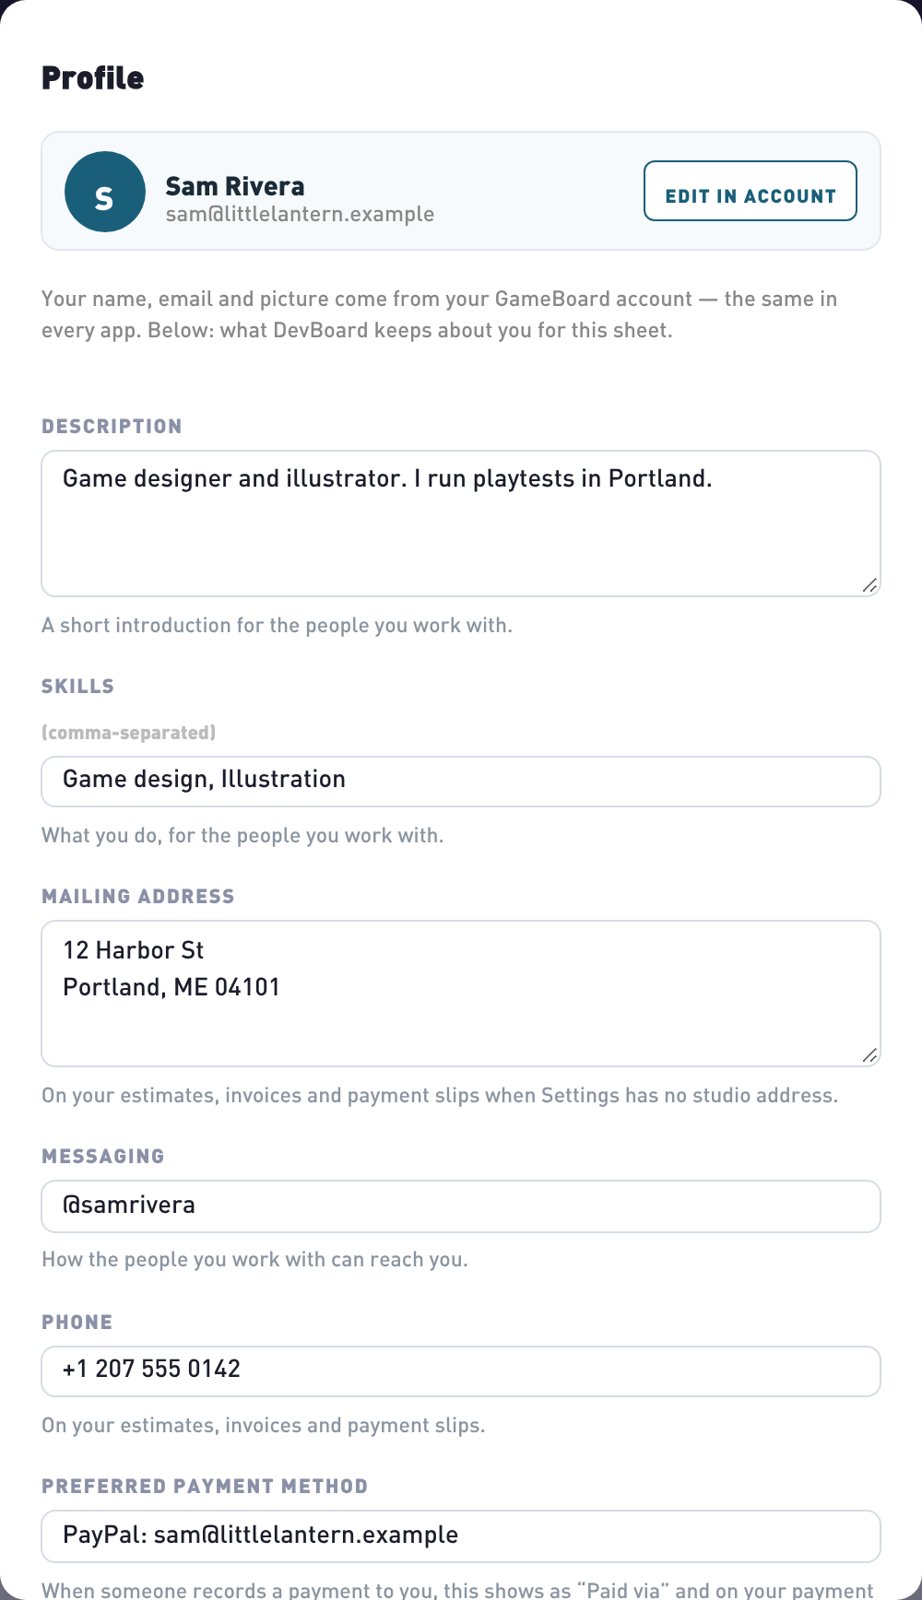 Profile
S
Sam Rivera
sam@littlelantern.example
EDIT IN ACCOUNT
Your name, email and picture come from your GameBoard account — the same in
every app. Below: what DevBoard keeps about you for this sheet.
DESCRIPTION
Game designer and illustrator. I run playtests in Portland.
A short introduction for the people you work with.
SKILLS
(comma-separated)
Game design, Illustration
What you do, for the people you work with.
MAILING ADDRESS
12 Harbor St
Portland, ME 04101
On your estimates, invoices and payment slips when Settings has no studio address.
MESSAGING
@samrivera
How the people you work with can reach you.
PHONE
+1 207 555 0142
On your estimates, invoices and payment slips.
PREFERRED PAYMENT METHOD
PayPal: sam@littlelantern.example
When someone records a payment to you, this shows as “Paid via” and on your payment